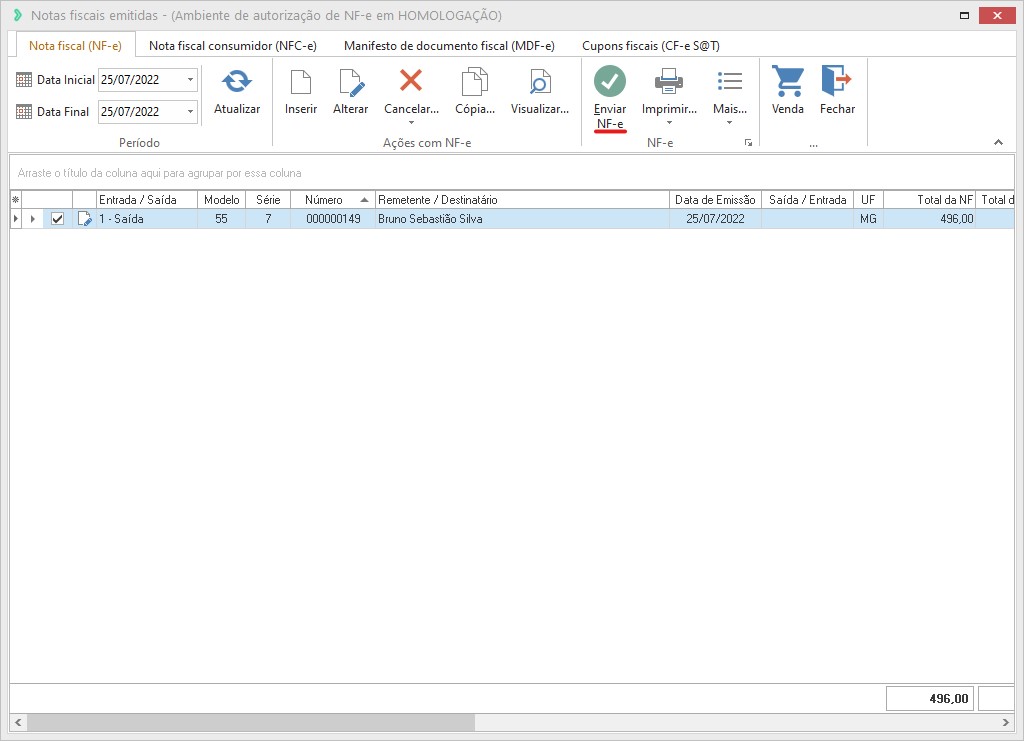 Notas fiscais emitidas - (Ambiente de autorização de NF-e em HOMOLOGAÇÃO)
Nota fiscal (NF-e) Nota fiscal consumidor (NFC-e) Manifesto de documento fiscal (MDF-e) Cupons fiscais (CF-e S@T)
Data Inicial 25/07/2022
Data Final 25/07/2022
Atualizar Inserir Alterar Cancelar... Cópia... Visualizar... Enviar NF-e Imprimir... Mais... Venda Fechar
Período Ações com NF-e NF-e ...
Arraste o título da coluna aqui para agrupar por essa coluna
Entrada / Saída Modelo Série Número Remetente / Destinatário Data de Emissão Saída / Entrada UF Total da NF Total d
1 - Saída 55 7 000000149 Bruno Sebastião Silva 25/07/2022 MG 496,00
496,00